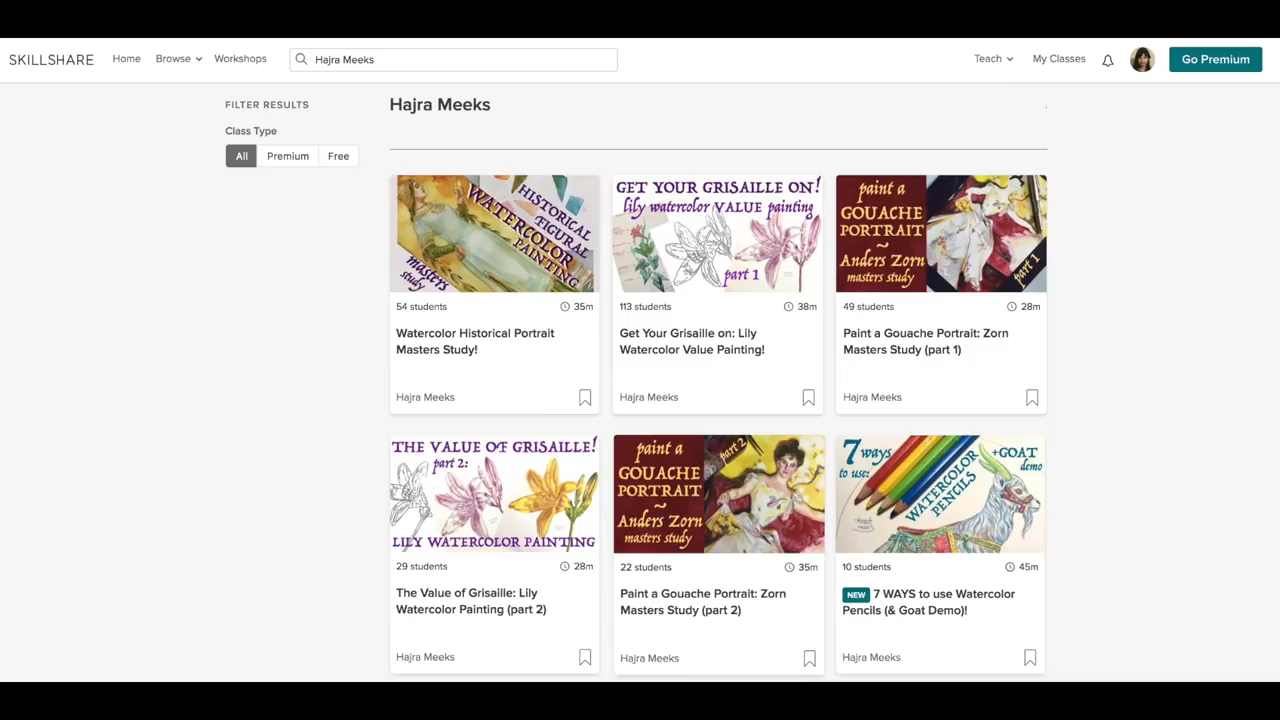 SKILLSHARE Home Browse Workshops Hajra Meeks Teach My Classes Go Premium
FILTER RESULTS
Class Type
All Premium Free
Hajra Meeks
HISTORICAL
FIGURAL
WATERCOLOR
PAINTING
masters
study
54 students 35m
Watercolor Historical Portrait
Masters Study!
Hajra Meeks
GET YOUR GRISAILLE ON!
lily watercolor VALUE painting
part 1
113 students 38m
Get Your Grisaille on: Lily
Watercolor Value Painting!
Hajra Meeks
paint a
GOUACHE
PORTRAIT
~
Anders Zorn
masters study
part 1
49 students 28m
Paint a Gouache Portrait: Zorn
Masters Study (part 1)
Hajra Meeks
THE VALUE OF GRISAILLE!
part 2:
LILY WATERCOLOR PAINTING
29 students 28m
The Value of Grisaille: Lily
Watercolor Painting (part 2)
Hajra Meeks
paint a
GOUACHE
PORTRAIT
~
Anders Zorn
masters study
part 2
22 students 35m
Paint a Gouache Portrait: Zorn
Masters Study (part 2)
Hajra Meeks
7 ways
to use:
WATERCOLOR
PENCILS
+GOAT
demo
10 students 45m
NEW 7 WAYS to use Watercolor
Pencils (& Goat Demo)!
Hajra Meeks